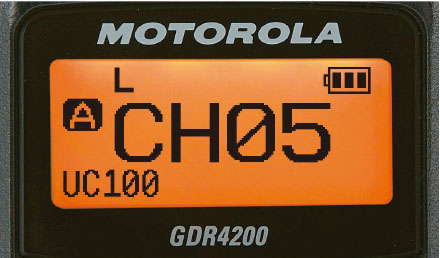 MOTOROLA
L
A CH05
UC100
GDR4200